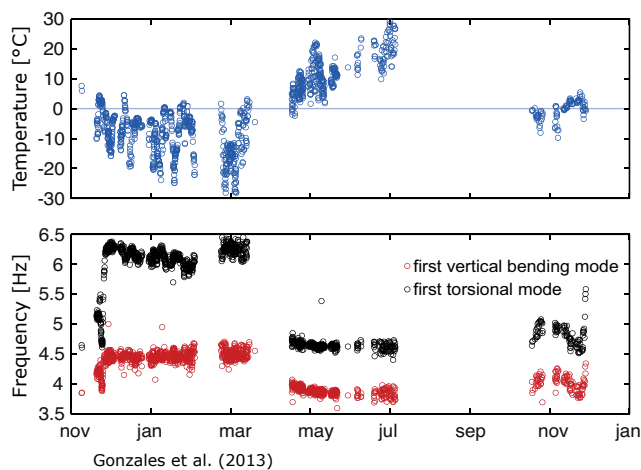 Temperature [°C]
30
20
10
0
-10
-20
-30
Frequency [Hz]
6.5
6
5.5
5
4.5
4
3.5
first vertical bending mode
first torsional mode
nov
jan
mar
may
jul
sep
nov
jan
Gonzales et al. (2013)